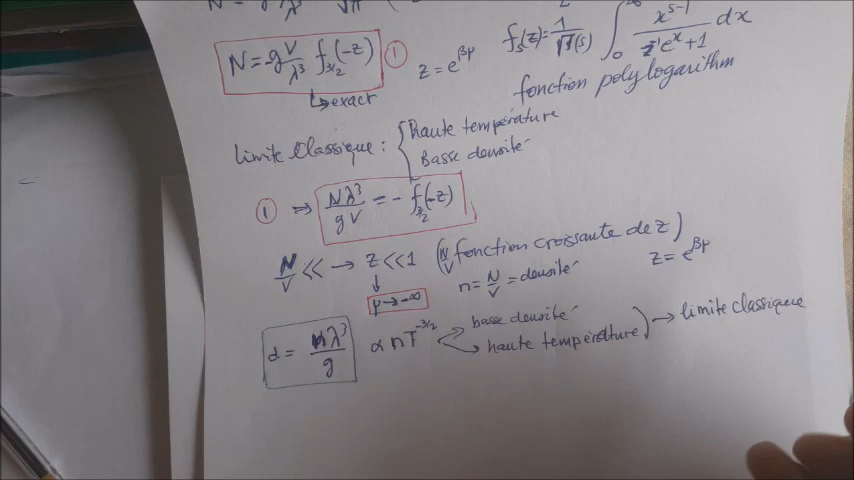 N = g V/λ³ f_{3/2}(-z) ① z = e^{βμ} f_s(z) = 1/Γ(s) ∫_0^∞ x^{s-1}/(z^{-1}e^x+1) dx
↳ exact fonction polylogarithm
Limite Classique : { haute température
Basse densité
① ⇒ Nλ³/gV = - f_{3/2}(-z)
N/V << → z << 1 (N/V fonction croissante de z)
↓ n = N/V = densité z = e^{βμ}
μ → -∞
d = nλ³/g ∝ nT^{-3/2} basse densité
haute température ) → limite classique